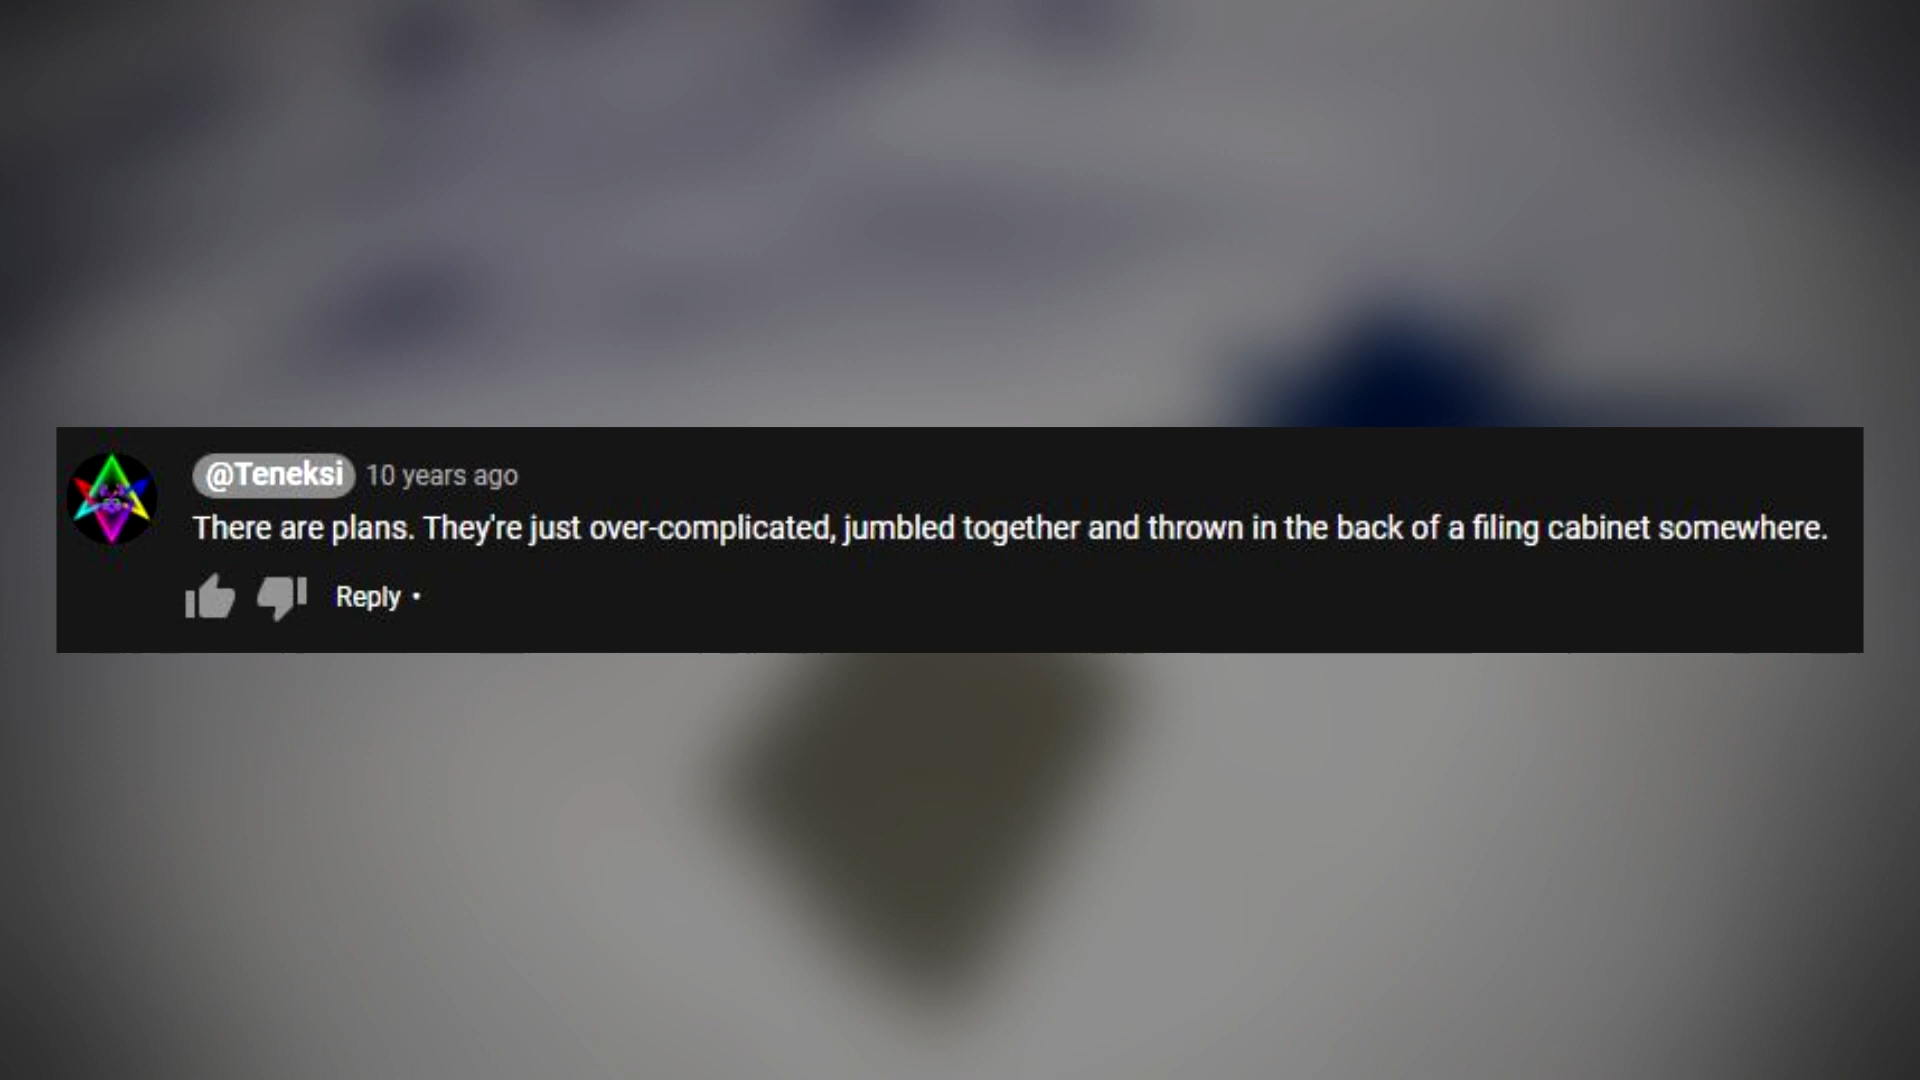 @Teneksi 10 years ago
There are plans. They're just over-complicated, jumbled together and thrown in the back of a filing cabinet somewhere.
Reply •